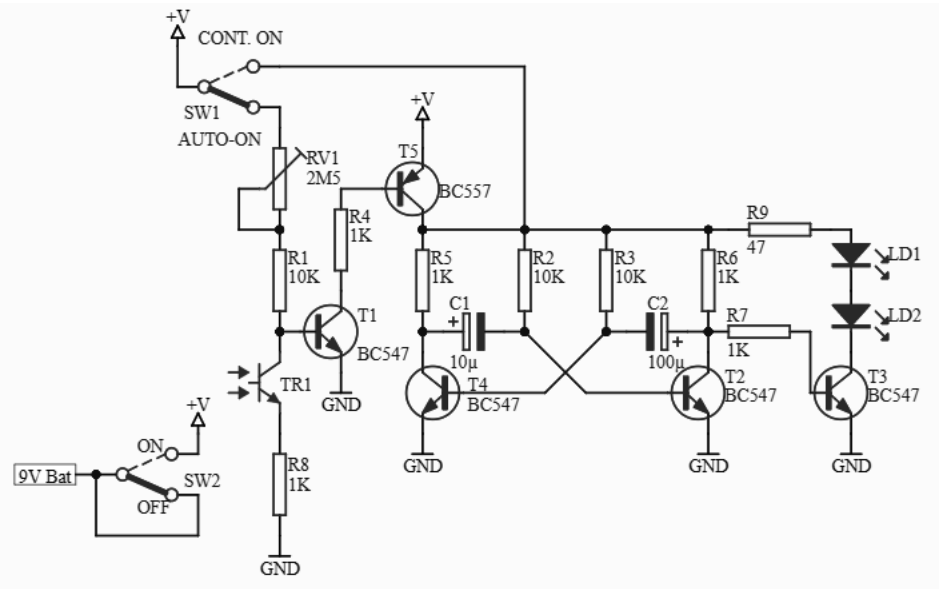 +V
CONT. ON
SW1
AUTO-ON
RV1
2M5
+V
T5
BC557
R4
1K
R1
10K
T1
BC547
GND
TR1
R8
1K
GND
+V
ON
9V Bat
SW2
OFF
R5
1K
R2
10K
R3
10K
R6
1K
R9
47
LD1
LD2
C1
+
10µ
C2
+
100µ
R7
1K
T4
BC547
T2
BC547
T3
BC547
GND
GND
GND